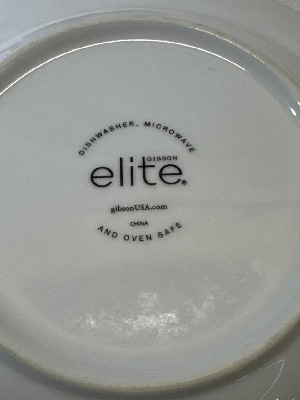 DISHWASHER, MICROWAVE
GIBSON
elite®
gibsonUSA.com
CHINA
AND OVEN SAFE